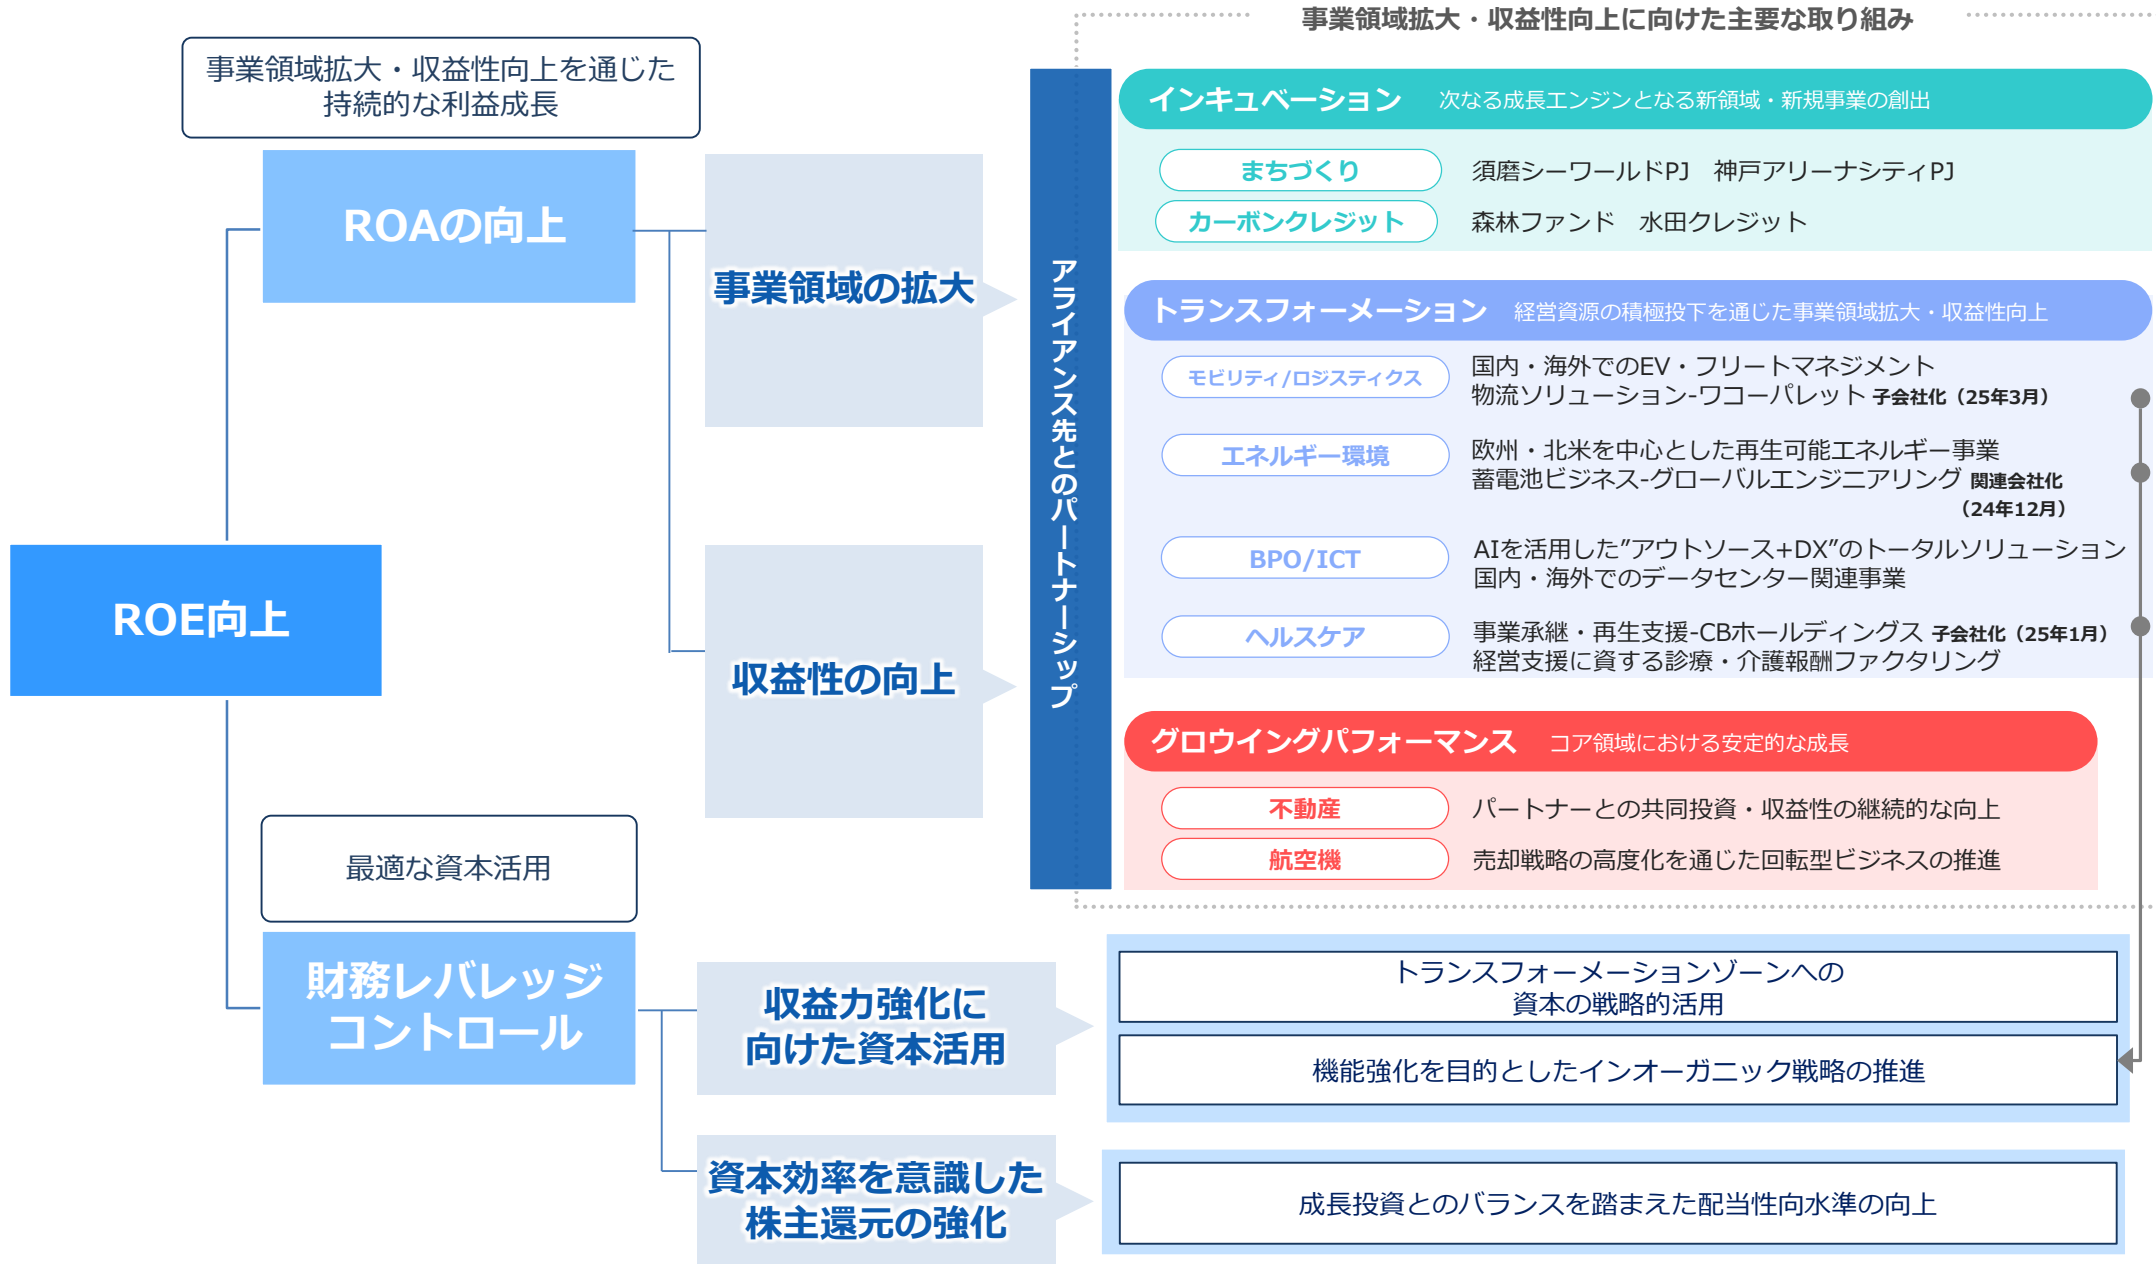 事業領域拡大・収益性向上に向けた主要な取り組み
事業領域拡大・収益性向上を通じた
持続的な利益成長
ROAの向上
ROE向上
最適な資本活用
財務レバレッジ
コントロール
事業領域の拡大
収益性の向上
アライアンス先とのパートナーシップ
インキュベーション 次なる成長エンジンとなる新領域・新規事業の創出
まちづくり 須磨シーワールドPJ 神戸アリーナシティPJ
カーボンクレジット 森林ファンド 水田クレジット
トランスフォーメーション 経営資源の積極投下を通じた事業領域拡大・収益性向上
モビリティ/ロジスティクス
国内・海外でのEV・フリートマネジメント
物流ソリューション-ワコーパレット 子会社化（25年3月）
エネルギー環境
欧州・北米を中心とした再生可能エネルギー事業
蓄電池ビジネス-グローバルエンジニアリング 関連会社化
（24年12月）
BPO/ICT
AIを活用した”アウトソース+DX”のトータルソリューション
国内・海外でのデータセンター関連事業
ヘルスケア
事業承継・再生支援-CBホールディングス 子会社化（25年1月）
経営支援に資する診療・介護報酬ファクタリング
グロウイングパフォーマンス コア領域における安定的な成長
不動産 パートナーとの共同投資・収益性の継続的な向上
航空機 売却戦略の高度化を通じた回転型ビジネスの推進
収益力強化に
向けた資本活用
トランスフォーメーションゾーンへの
資本の戦略的活用
機能強化を目的としたインオーガニック戦略の推進
資本効率を意識した
株主還元の強化
成長投資とのバランスを踏まえた配当性向水準の向上